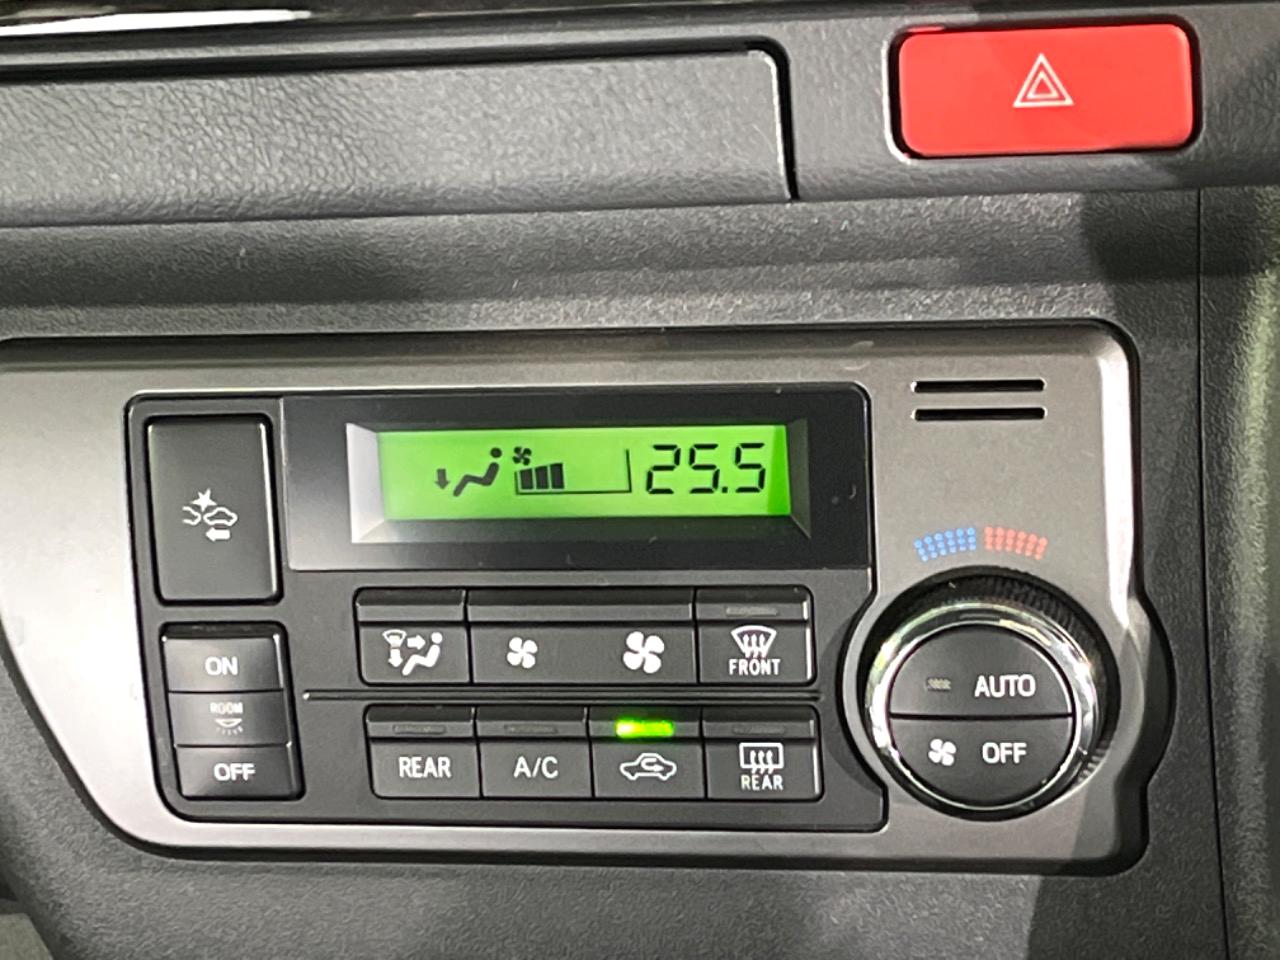 25.5
ON
ROOM
OFF
FRONT
REAR
A/C
REAR
AUTO
OFF